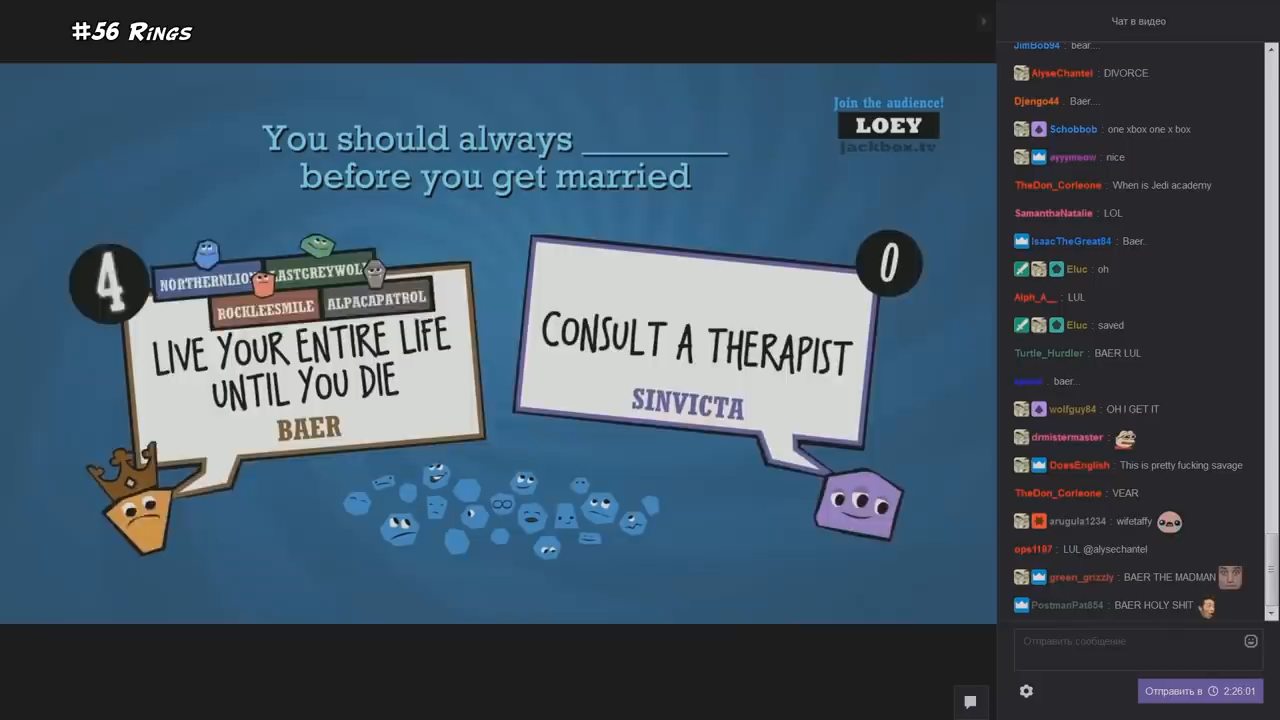 #56 RINGS
You should always ________
before you get married
Join the audience!
LOEY
jackbox.tv
4
NORTHERNLION
LASTGREYWOL
ROCKLEESMILE
ALPACAPATROL
LIVE YOUR ENTIRE LIFE
UNTIL YOU DIE
BAER
0
CONSULT A THERAPIST
SINVICTA
Чат в видео
JimBob94 : bear....
AlyseChantel : DIVORCE
Djengo44 : Baer....
Schobbob : one xbox one x box
ayyymeow : nice
TheDon_Corleone : When is Jedi academy
SamanthaNatalie : LOL
IsaacTheGreat84 : Baer..
Eluc : oh
Alph_A__ : LUL
Eluc : saved
Turtle_Hurdler : BAER LUL
: baer...
wolfguy84 : OH I GET IT
drmistermaster :
DoesEnglish : This is pretty fucking savage
TheDon_Corleone : VEAR
arugula1234 : wifetaffy
ops1187 : LUL @alysechantel
green_grizzly : BAER THE MADMAN
PostmanPat854 : BAER HOLY SHIT
Отправить сообщение
Отправить в 2:26:01